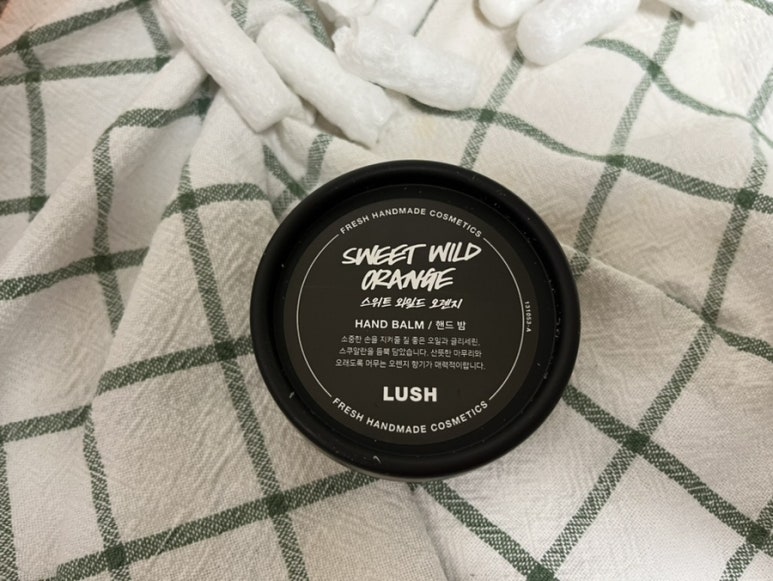 FRESH HANDMADE COSMETICS
SWEET WILD
ORANGE
스위트 와일드 오렌지
HAND BALM / 핸드 밤
소중한 손을 지켜줄 질 좋은 오일과 글리세린,
스쿠알란을 듬뿍 담았습니다. 산뜻한 마무리와
오래도록 머무는 오렌지 향기가 매력적이랍니다.
LUSH
FRESH HANDMADE COSMETICS
131053-A